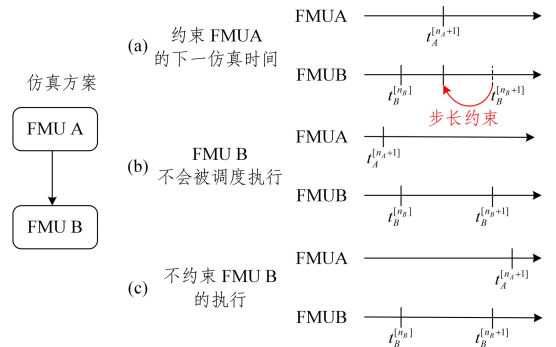 仿真方案
FMU A
FMU B
(a)
约束 FMUA
的下一仿真时间
FMUA
t_A^{[n_A+1]}
FMUB
t_B^{[n_B]}
t_B^{[n_B+1]}
步长约束
(b)
FMU B
不会被调度执行
FMUA
t_A^{[n_A+1]}
FMUB
t_B^{[n_B]}
t_B^{[n_B+1]}
(c)
不约束 FMU B
的执行
FMUA
t_A^{[n_A+1]}
FMUB
t_B^{[n_B]}
t_B^{[n_B+1]}